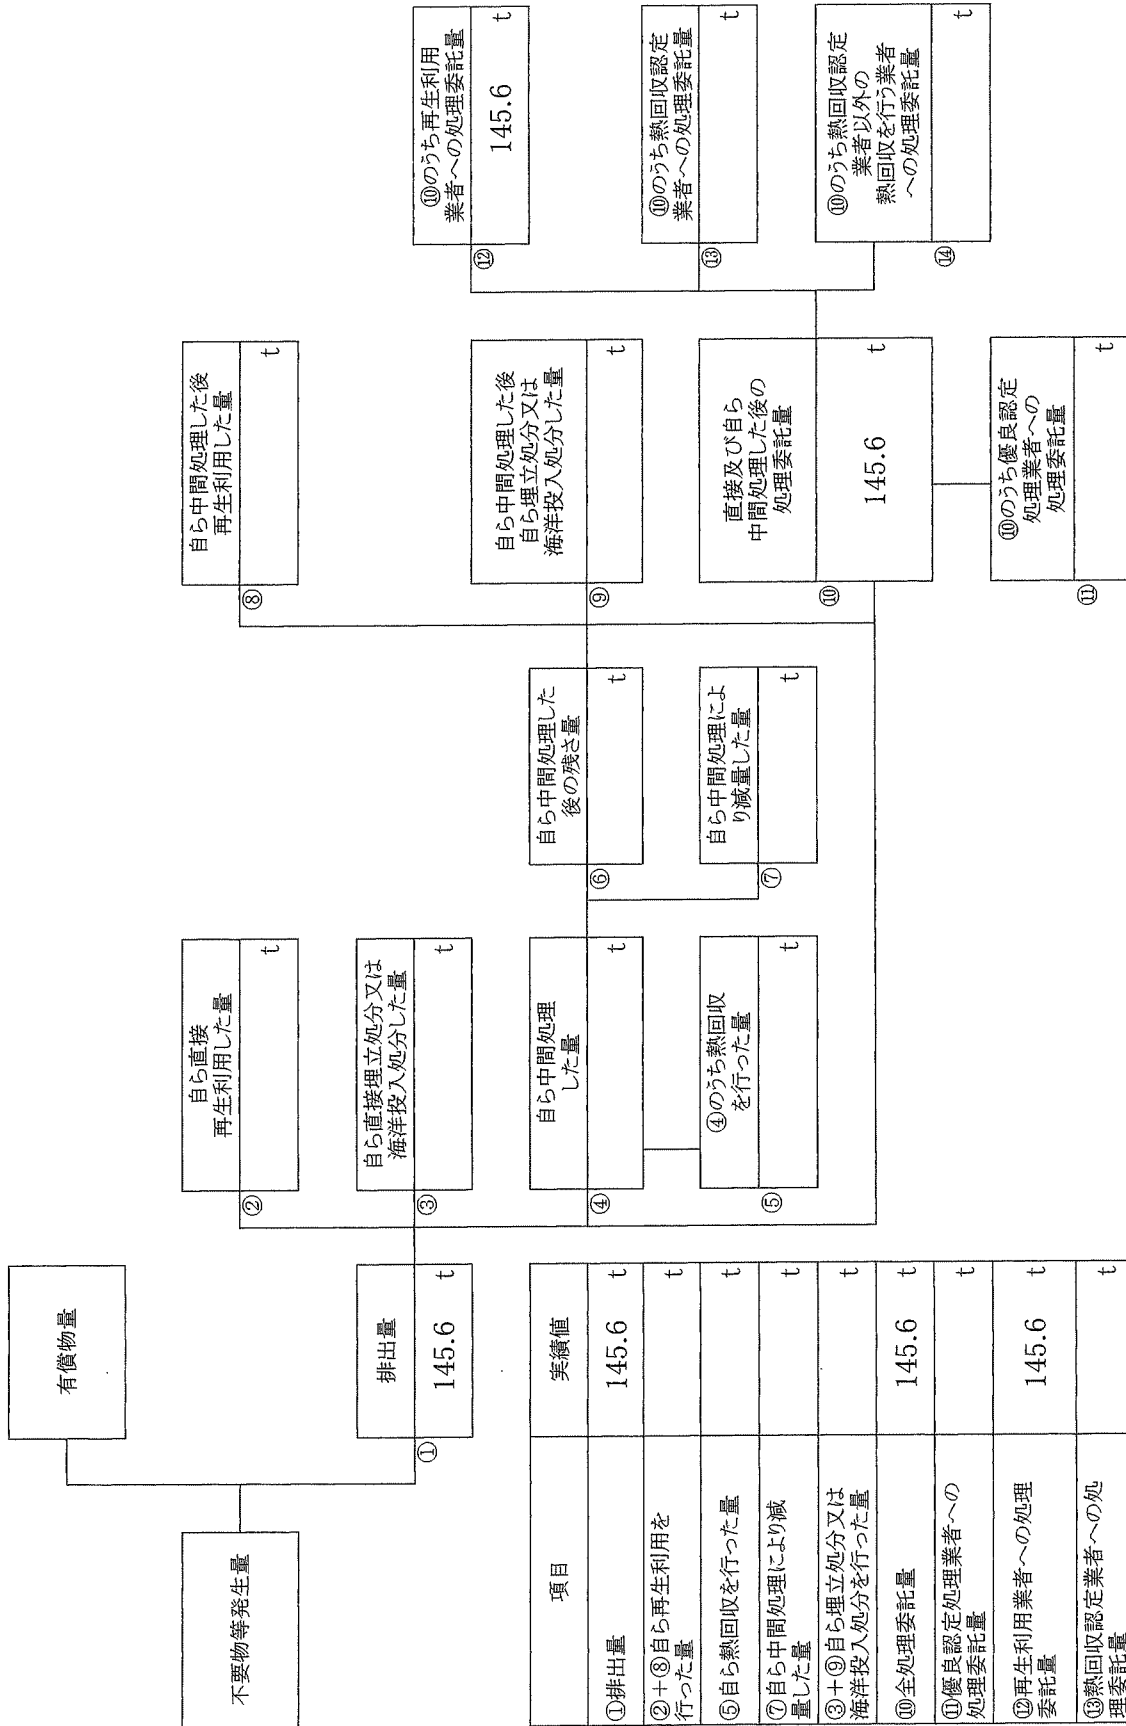 不要物等発生量
有償物量
①
排出量
145.6 t
②
自ら直接
再生利用した量
t
③
自ら直接埋立処分又は
海洋投入処分した量
t
④
自ら中間処理
した量
t
⑤
④のうち熱回収
を行った量
t
⑥
自ら中間処理した
後の残さ量
t
⑦
自ら中間処理によ
り減量した量
t
⑧
自ら中間処理した後
再生利用した量
t
⑨
自ら中間処理した後
自ら埋立処分又は
海洋投入処分した量
t
⑩
直接及び自ら
中間処理した後の
処理委託量
145.6 t
⑪
⑩のうち優良認定
処理業者への
処理委託量
t
⑫
⑩のうち再生利用
業者への処理委託量
145.6 t
⑬
⑩のうち熱回収認定
業者への処理委託量
t
⑭
⑩のうち熱回収認定
業者以外の
熱回収を行う業者
への処理委託量
t
項目 実績値
①排出量 145.6 t
②+⑧自ら再生利用を
行った量 t
⑤自ら熱回収を行った量 t
⑦自ら中間処理により減
量した量 t
③+⑨自ら埋立処分又は
海洋投入処分を行った量 t
⑩全処理委託量 145.6 t
⑪優良認定処理業者への
処理委託量 t
⑫再生利用業者への処理
委託量 145.6 t
⑬熱回収認定業者への処
理委託量 t